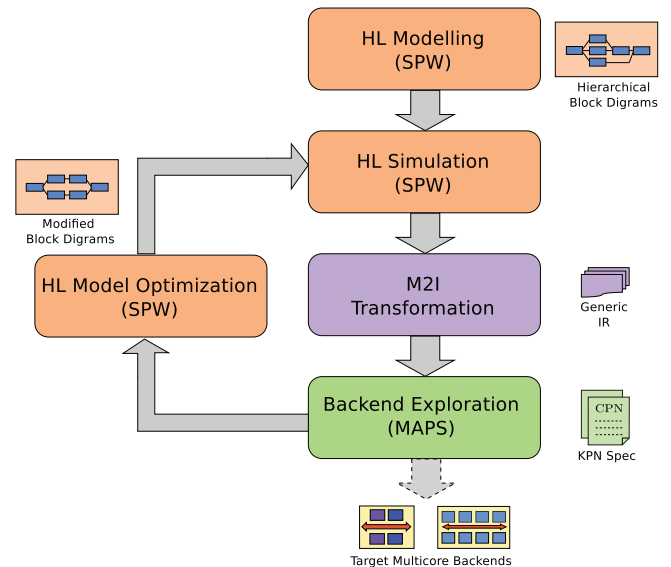 HL Modelling
(SPW)
Hierarchical
Block Digrams
HL Simulation
(SPW)
Modified
Block Digrams
HL Model Optimization
(SPW)
M2I
Transformation
Generic
IR
Backend Exploration
(MAPS)
CPN
KPN Spec
Target Multicore Backends